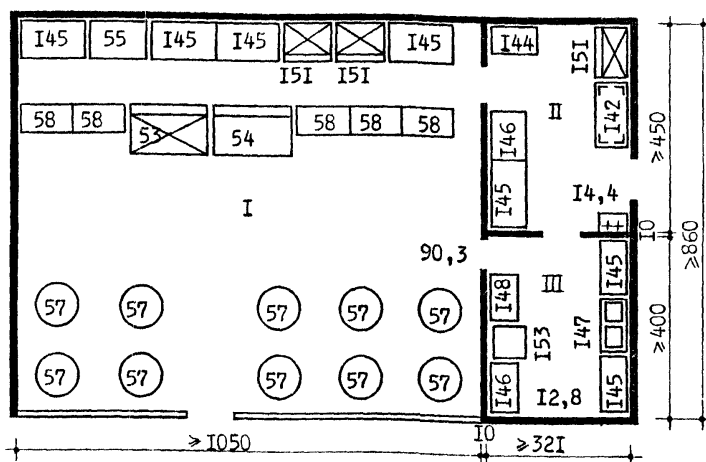 I45 55 I45 I45 I45 I44
I5I I5I I5I
58 58 53 54 58 58 58 I46 II I42
I45 I4,4
I
90,3
57 57 57 57 57 I48 III I45
I53 I47
57 57 57 57 57 I46 I2,8 I45
≥450
I0
≥860
≥400
≥I050 I0 ≥32I